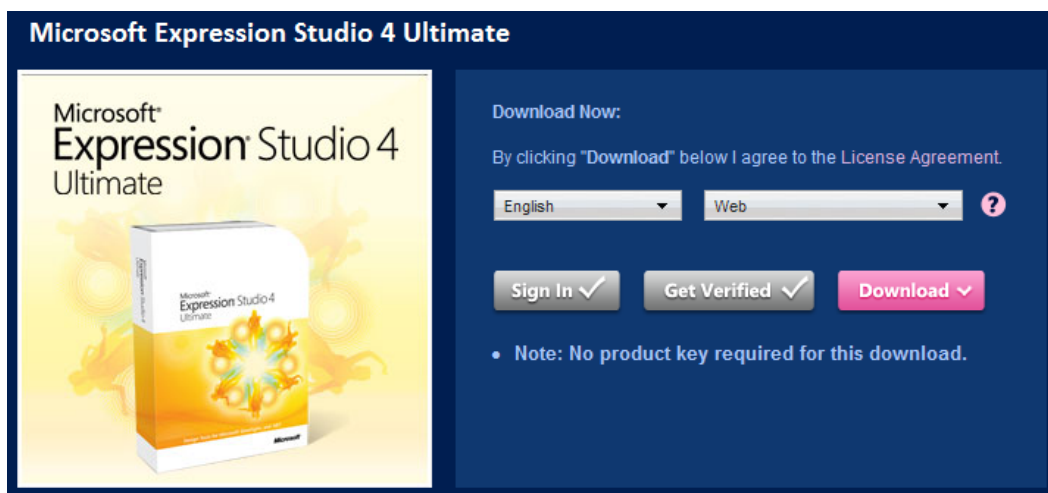 Microsoft Expression Studio 4 Ultimate
Microsoft®
Expression® Studio 4
Ultimate
Microsoft®
Expression Studio 4
Ultimate
Microsoft
Download Now:
By clicking "Download" below I agree to the License Agreement.
English
Web
?
Sign In
Get Verified
Download
• Note: No product key required for this download.